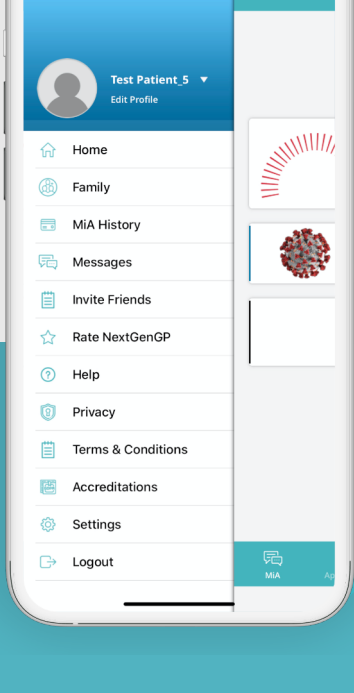 Test Patient_5
Edit Profile
Home
Family
MiA History
Messages
Invite Friends
Rate NextGenGP
Help
Privacy
Terms & Conditions
Accreditations
Settings
Logout
MiA
Ap